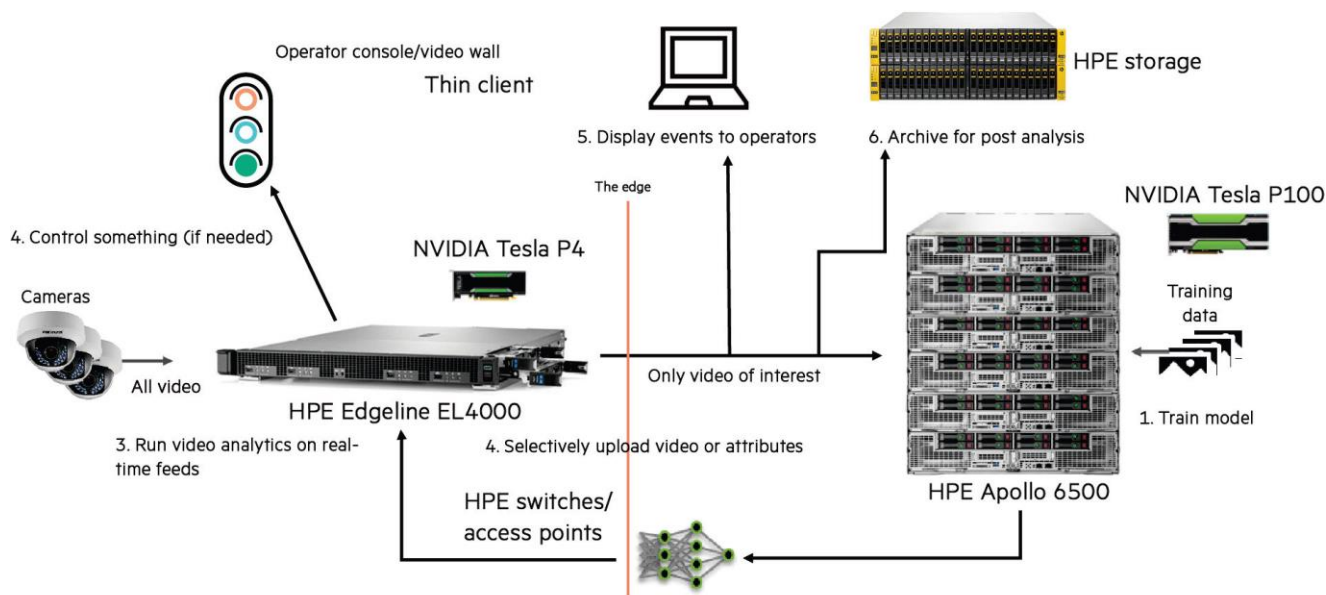 Operator console/video wall
Thin client
HPE storage
5. Display events to operators
6. Archive for post analysis
The edge
NVIDIA Tesla P100
4. Control something (if needed)
NVIDIA Tesla P4
Cameras
Training
data
All video
Only video of interest
HPE Edgeline EL4000
1. Train model
3. Run video analytics on real-
time feeds
4. Selectively upload video or attributes
HPE Apollo 6500
HPE switches/
access points